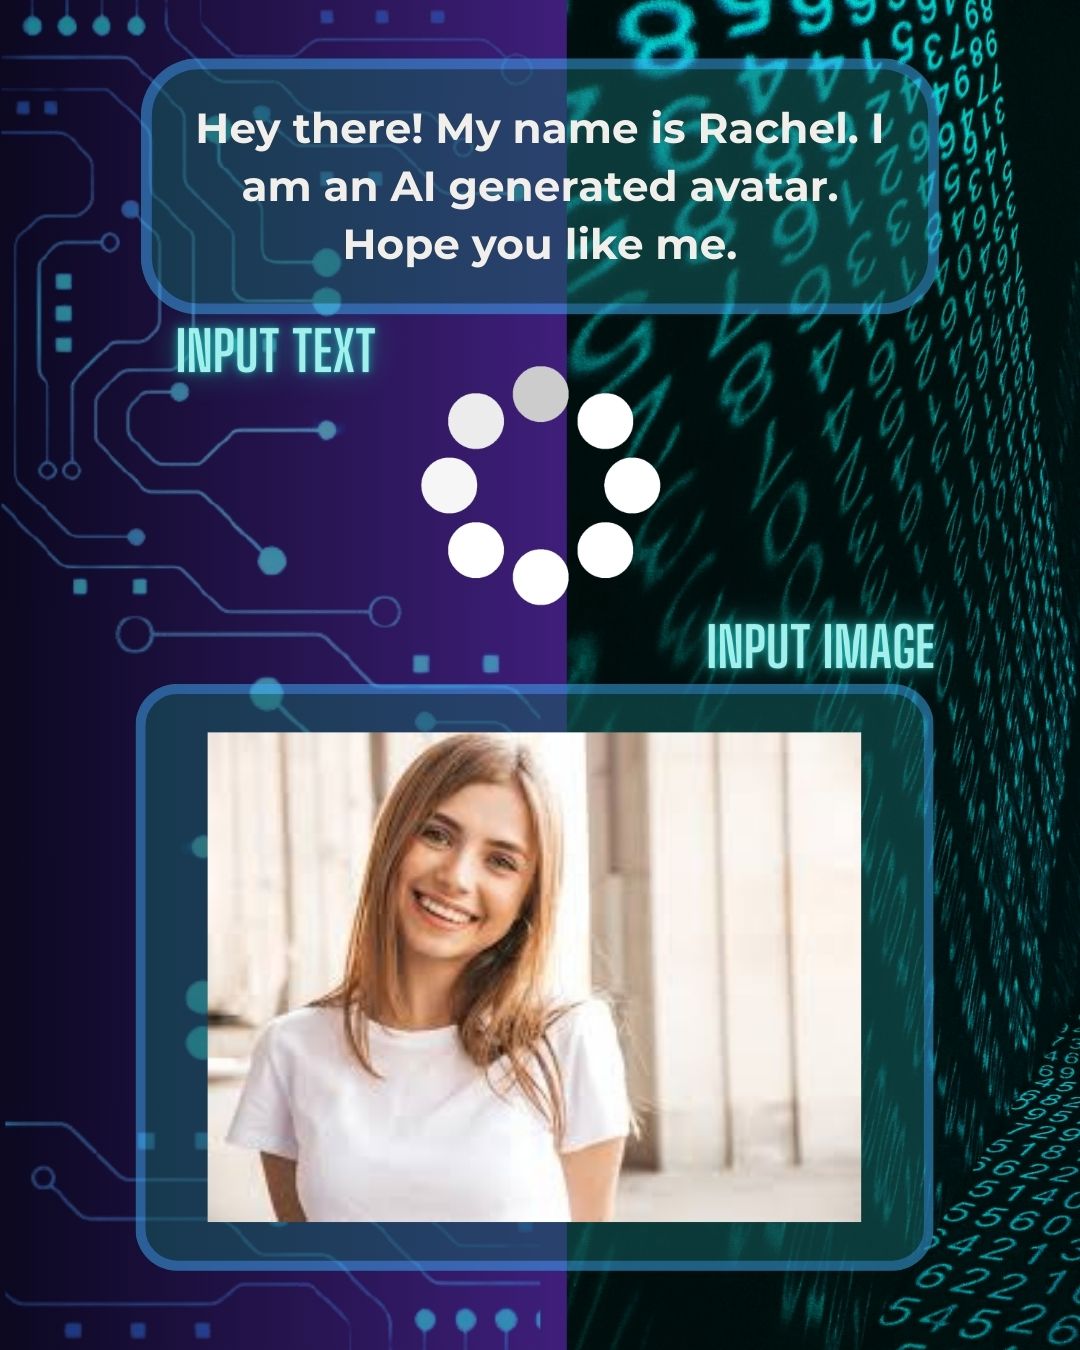 Hey there! My name is Rachel. I
am an AI generated avatar.
Hope you like me.
INPUT TEXT
INPUT IMAGE